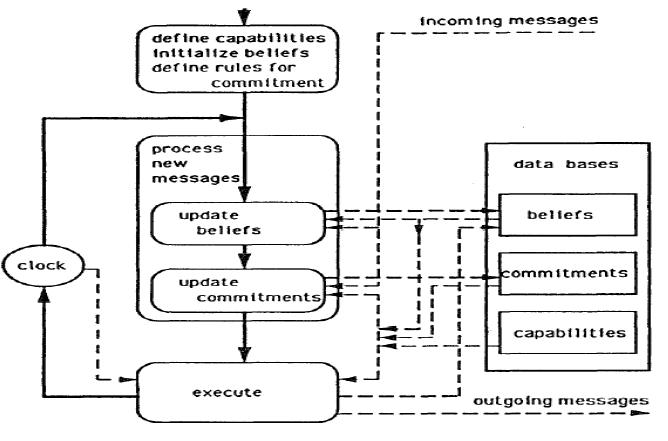 incoming messages
define capabilities
initialize beliefs
define rules for
commitment
process
new
messages
data bases
update
beliefs
beliefs
clock
update
commitments
commitments
capabilities
execute
outgoing messages